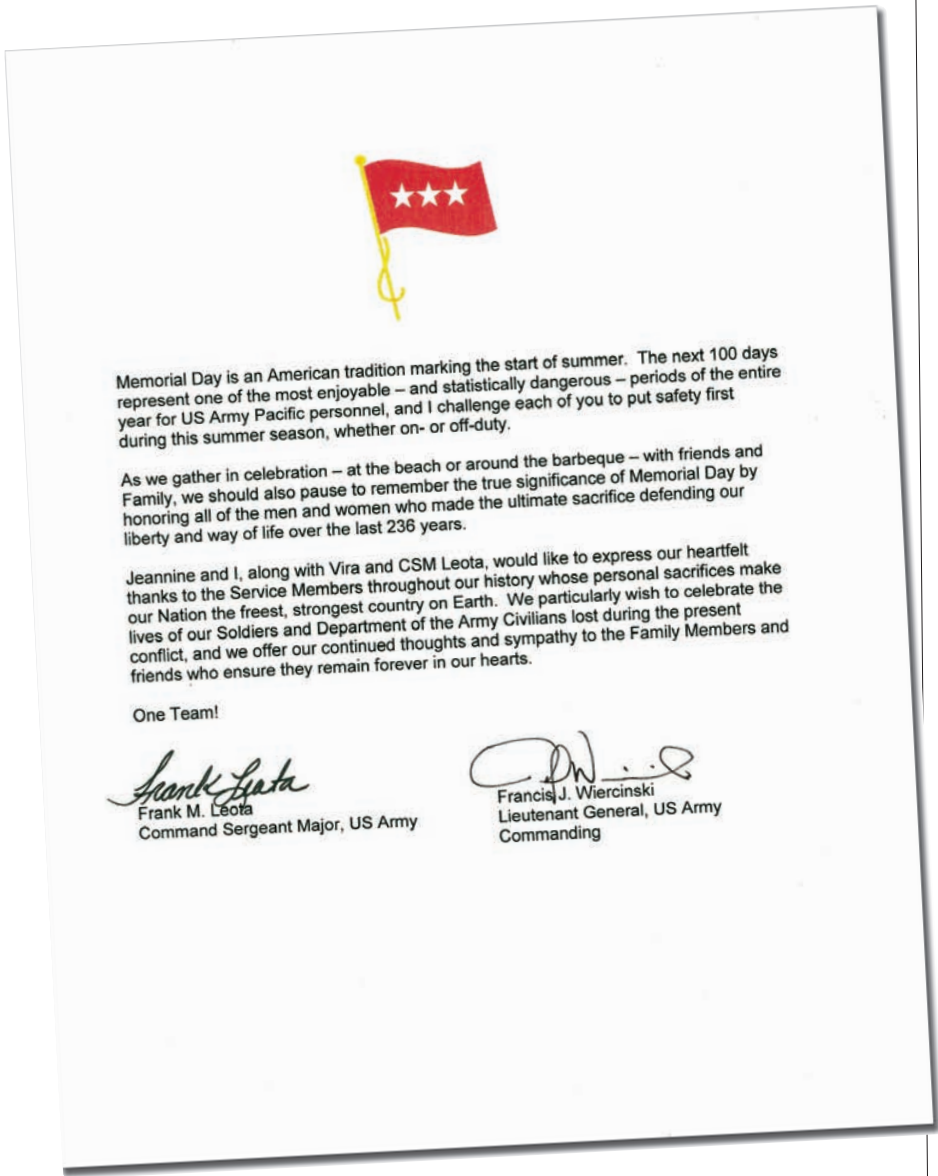 Memorial Day is an American tradition marking the start of summer.  The next 100 days
represent one of the most enjoyable – and statistically dangerous – periods of the entire
year for US Army Pacific personnel, and I challenge each of you to put safety first
during this summer season, whether on- or off-duty.
As we gather in celebration – at the beach or around the barbeque – with friends and
Family, we should also pause to remember the true significance of Memorial Day by
honoring all of the men and women who made the ultimate sacrifice defending our
liberty and way of life over the last 236 years.
Jeannine and I, along with Vira and CSM Leota, would like to express our heartfelt
thanks to the Service Members throughout our history whose personal sacrifices make
our Nation the freest, strongest country on Earth.  We particularly wish to celebrate the
lives of our Soldiers and Department of the Army Civilians lost during the present
conflict, and we offer our continued thoughts and sympathy to the Family Members and
friends who ensure they remain forever in our hearts.
One Team!
Frank Leota
Frank M. Leota
Command Sergeant Major, US Army
Francis J. Wiercinski
Lieutenant General, US Army
Commanding